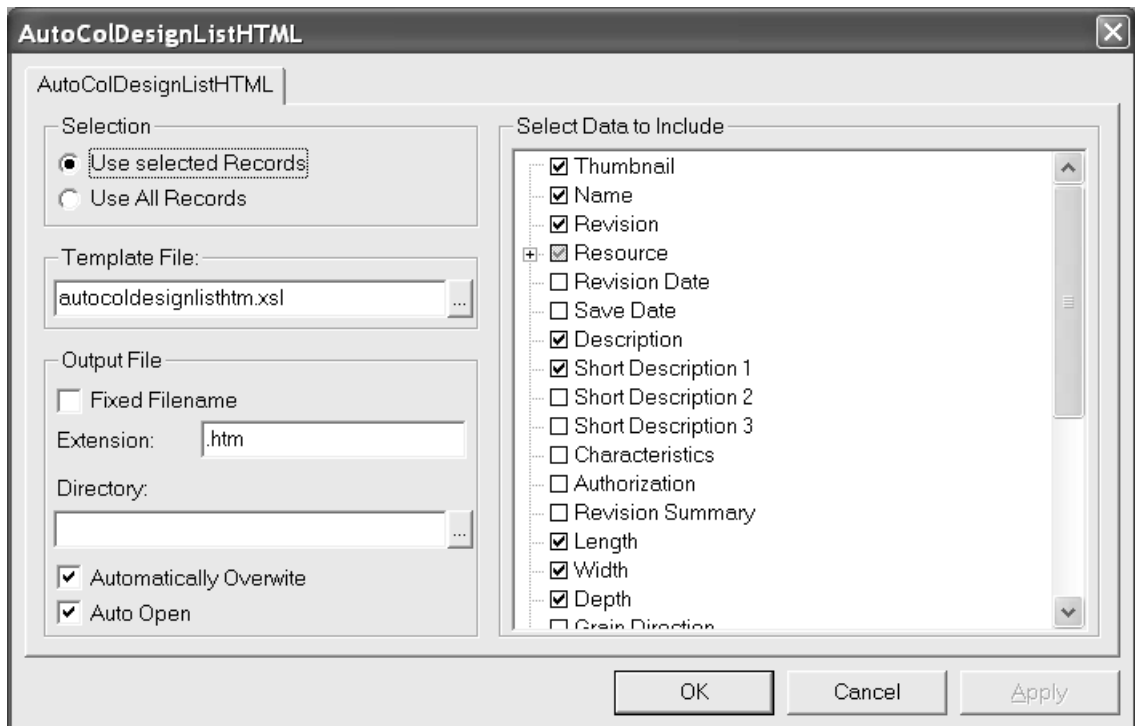 AutoColDesignListHTML
AutoColDesignListHTML
Selection
Use selected Records
Use All Records
Template File:
autocoldesignlisthtm.xsl
...
Output File
Fixed Filename
Extension:
.htm
Directory:
...
Automatically Overwite
Auto Open
Select Data to Include
Thumbnail
Name
Revision
Resource
Revision Date
Save Date
Description
Short Description 1
Short Description 2
Short Description 3
Characteristics
Authorization
Revision Summary
Length
Width
Depth
Grain Direction
OK
Cancel
Apply